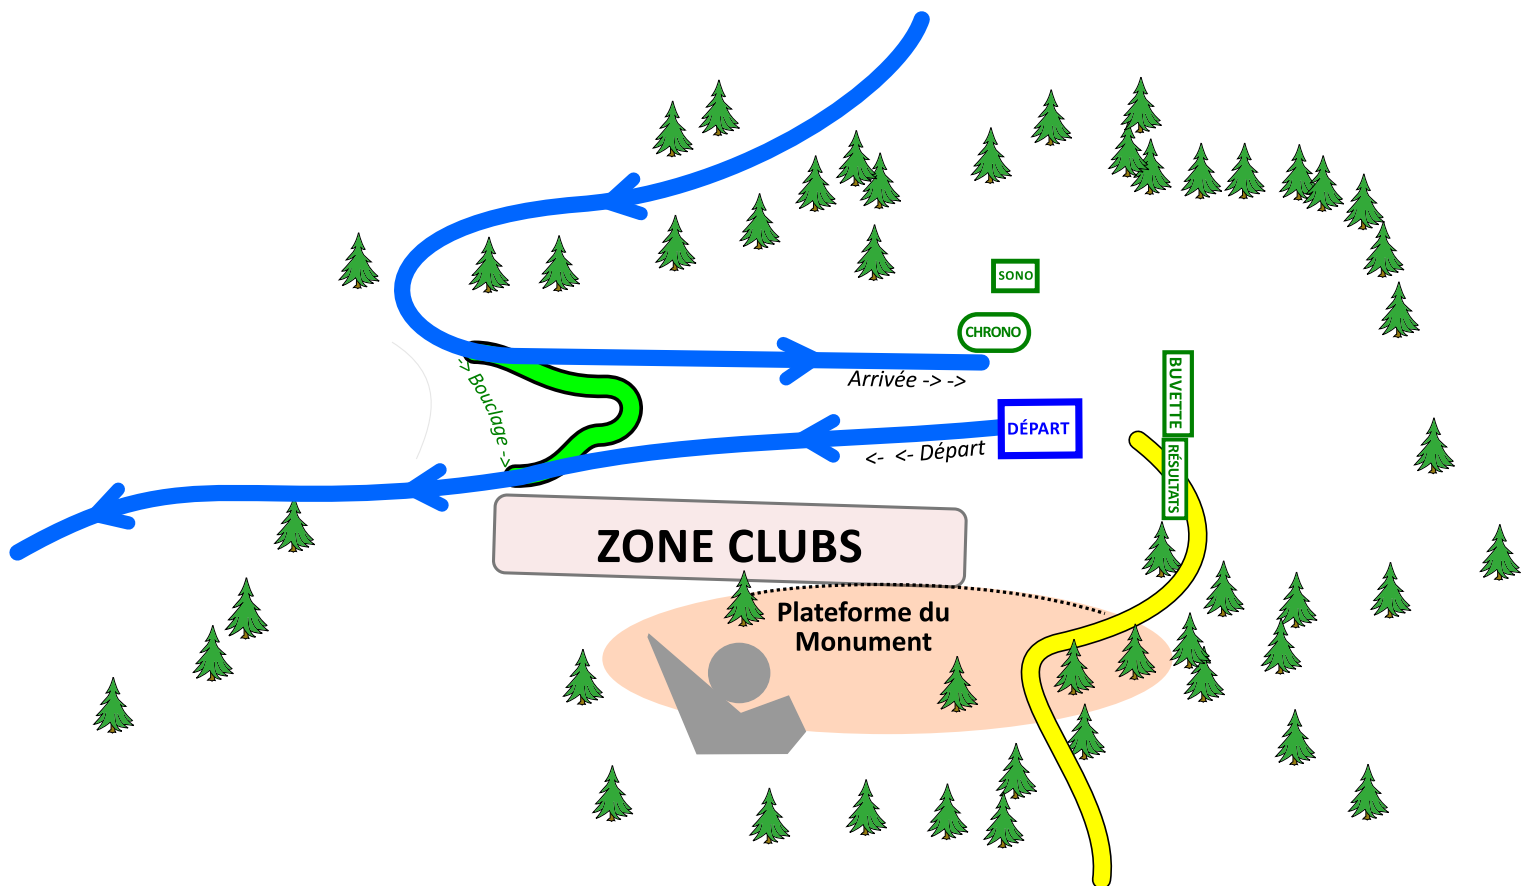 SONO
CHRONO
Arrivée -> ->
-> Bouclage ->
BUVETTE
DÉPART
<- <- Départ
RÉSULTATS
ZONE CLUBS
Plateforme du
Monument